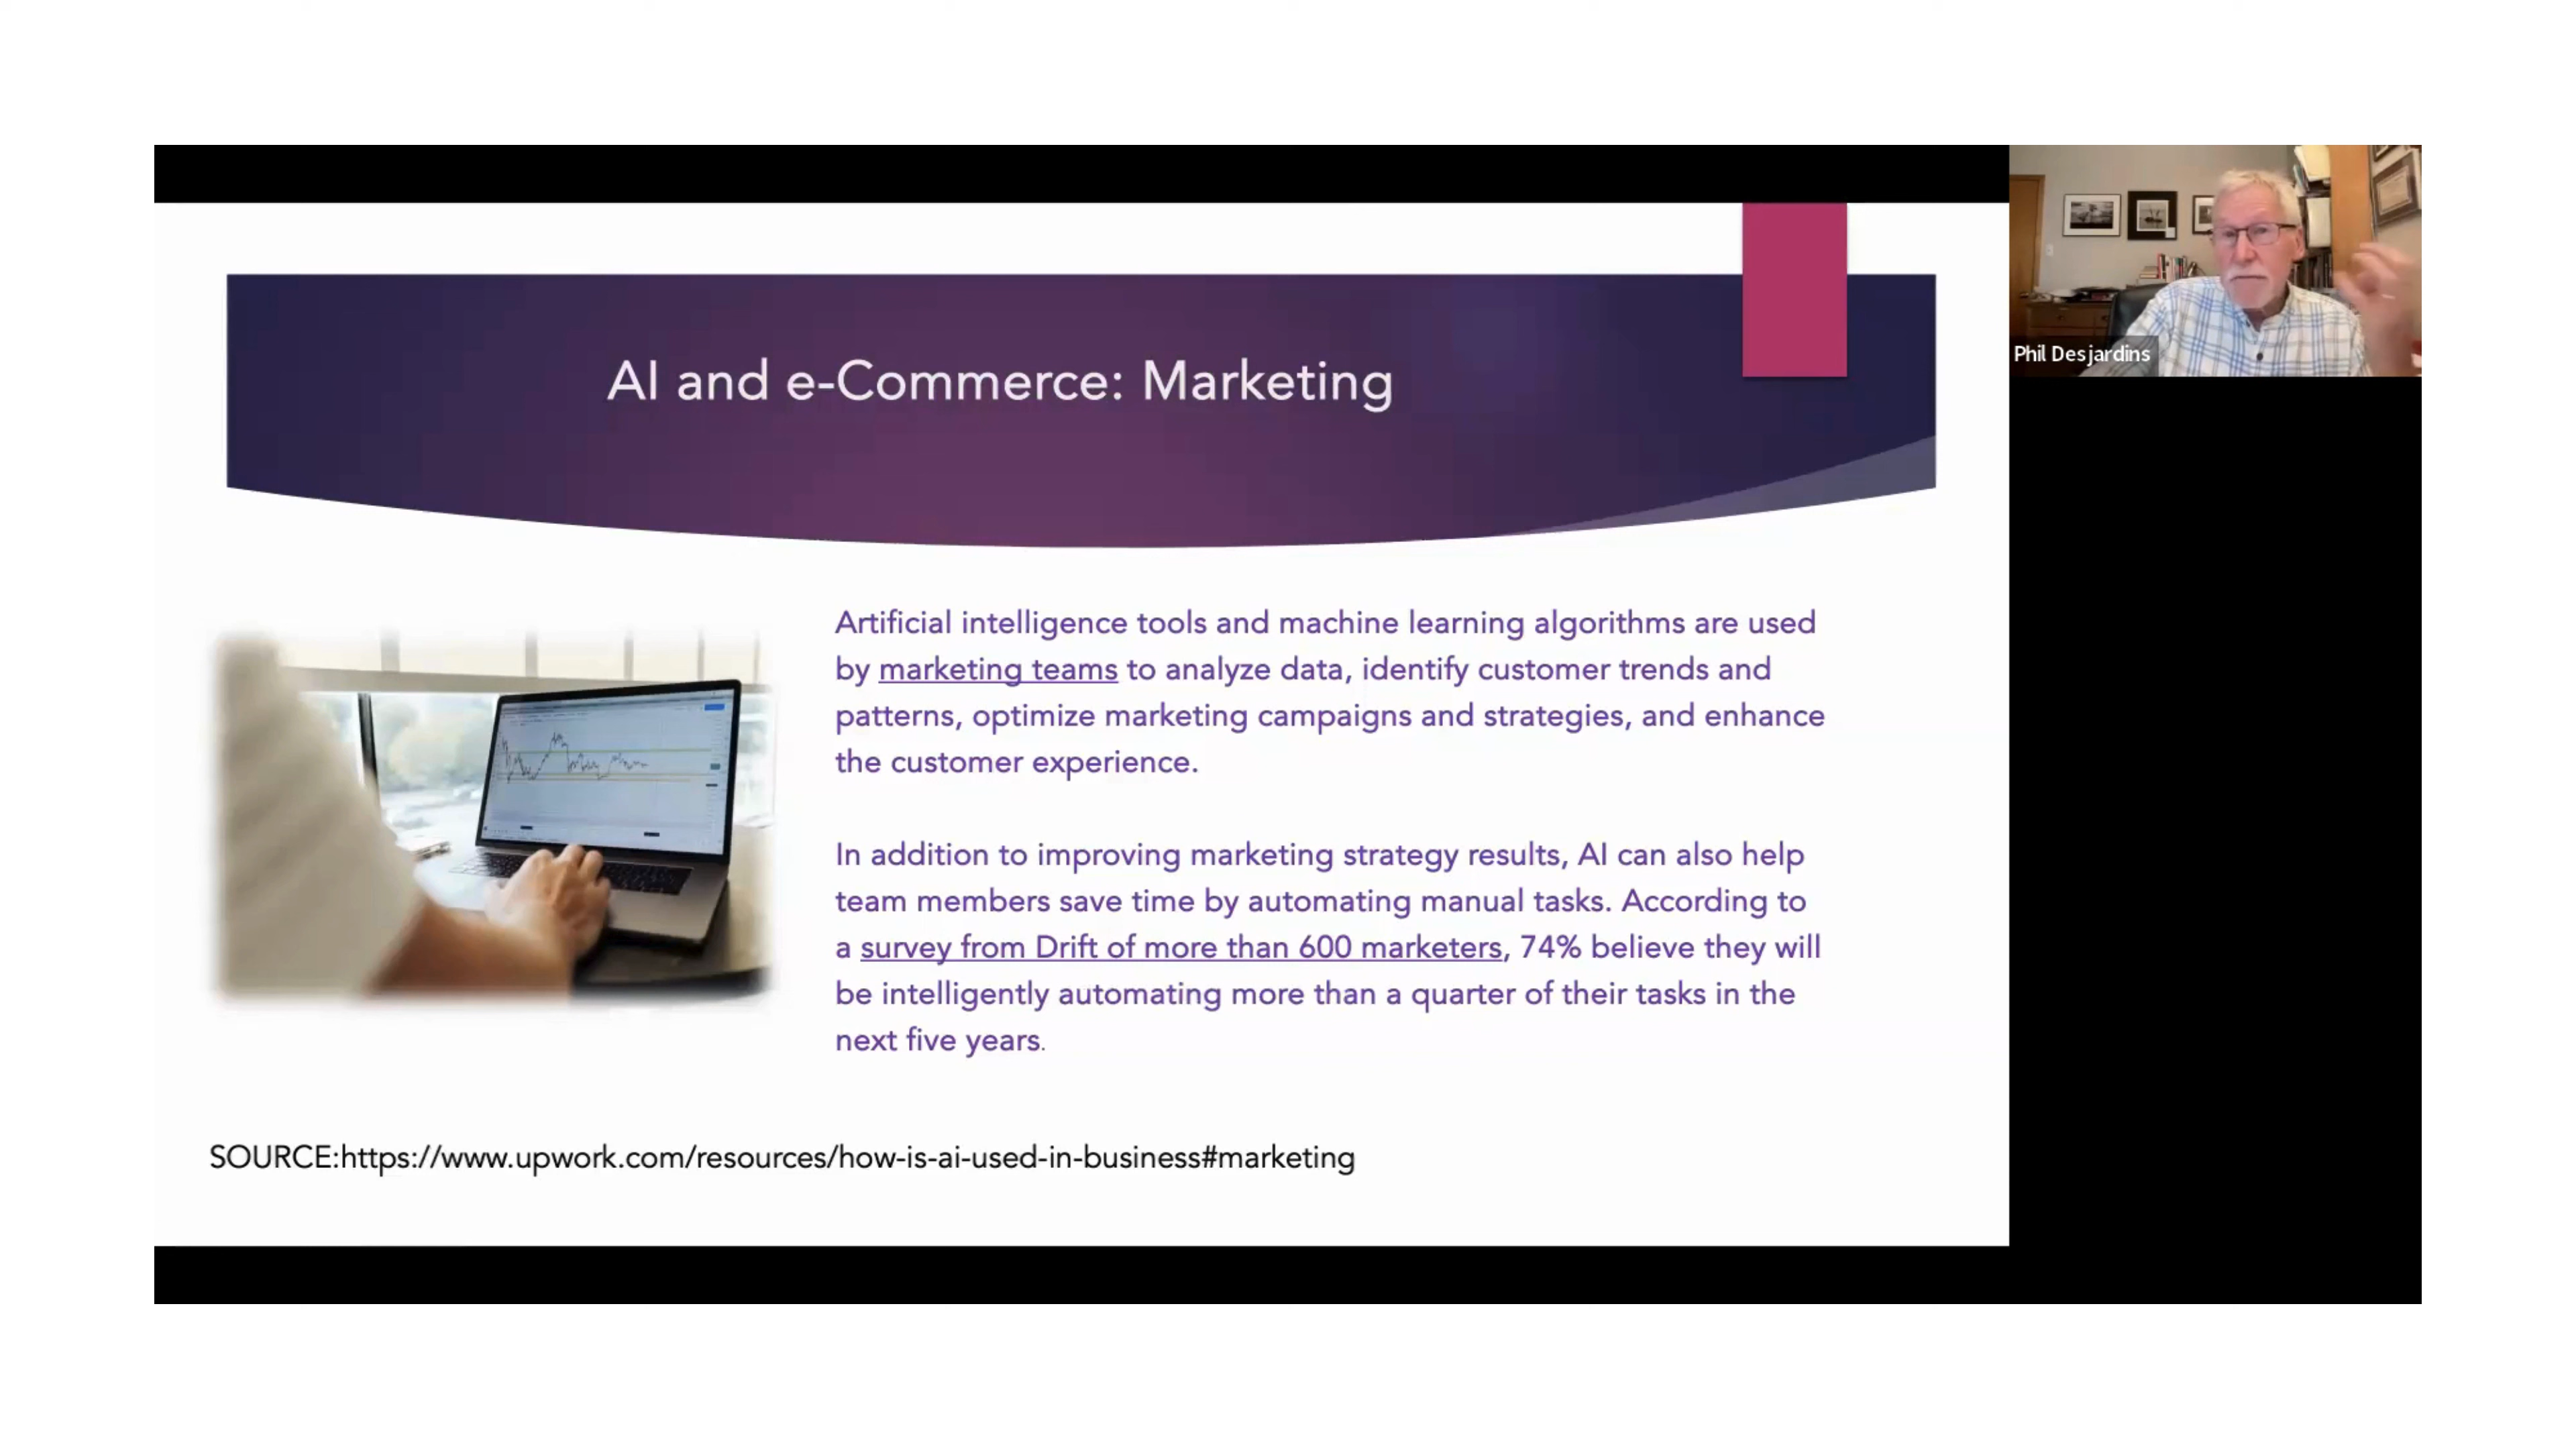 AI and e-Commerce: Marketing
Phil Desjardins
Artificial intelligence tools and machine learning algorithms are used
by marketing teams to analyze data, identify customer trends and
patterns, optimize marketing campaigns and strategies, and enhance
the customer experience.
In addition to improving marketing strategy results, AI can also help
team members save time by automating manual tasks. According to
a survey from Drift of more than 600 marketers, 74% believe they will
be intelligently automating more than a quarter of their tasks in the
next five years.
SOURCE:https://www.upwork.com/resources/how-is-ai-used-in-business#marketing